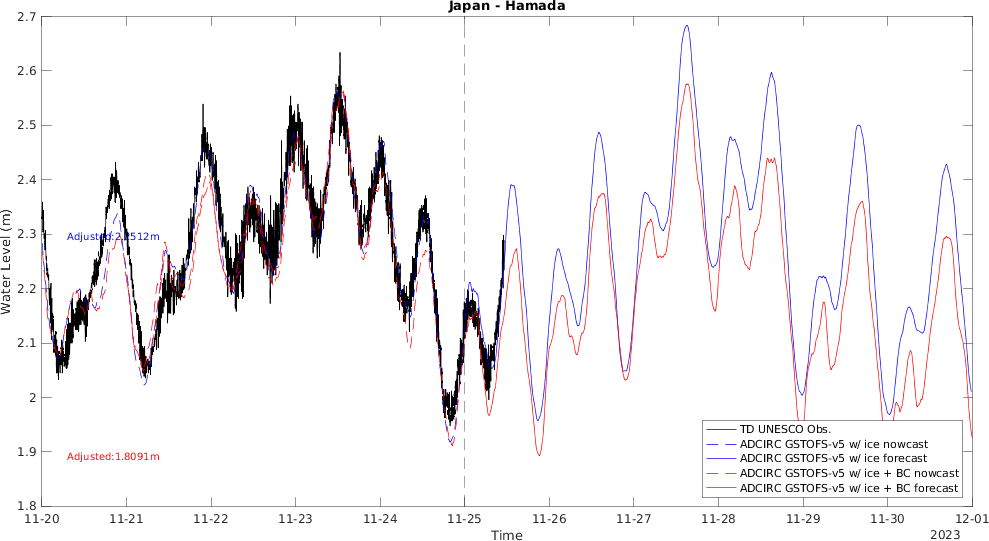 Japan - Hamada
Water Level (m)
2.7
2.6
2.5
2.4
2.3
2.2
2.1
2
1.9
1.8
Adjusted:2.2512m
Adjusted:1.8091m
TD UNESCO Obs.
ADCIRC GSTOFS-v5 w/ ice nowcast
ADCIRC GSTOFS-v5 w/ ice forecast
ADCIRC GSTOFS-v5 w/ ice + BC nowcast
ADCIRC GSTOFS-v5 w/ ice + BC forecast
11-20 11-21 11-22 11-23 11-24 11-25 11-26 11-27 11-28 11-29 11-30 12-01
Time
2023